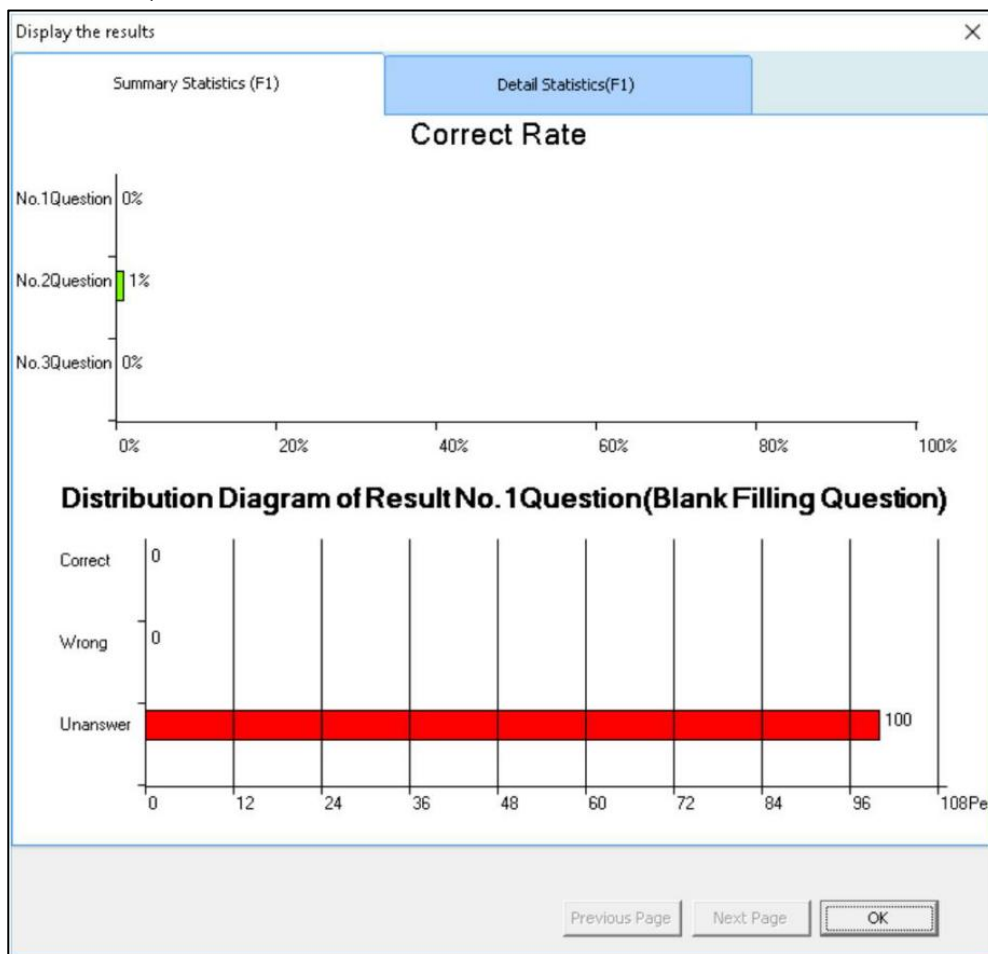 Display the results
Summary Statistics (F1) Detail Statistics(F1)
Correct Rate
No.1Question 0%
No.2Question 1%
No.3Question 0%
0% 20% 40% 60% 80% 100%
Distribution Diagram of Result No.1Question(Blank Filling Question)
Correct 0
Wrong 0
Unanswer 100
0 12 24 36 48 60 72 84 96 108Pe
Previous Page Next Page OK